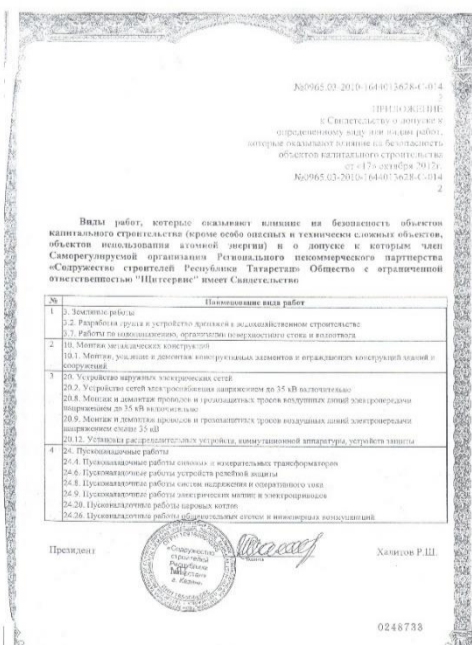 №0965.03-2010-1644013628-С-014
2
ПРИЛОЖЕНИЕ
к Свидетельству о допуске к
определенному виду или видам работ,
которые оказывают влияние на безопасность
объектов капитального строительства
от «17» октября 2012г.
№0965.03-2010-1644013628-С-014
2
Виды работ, которые оказывают влияние на безопасность объектов
капитального строительства (кроме особо опасных и технически сложных объектов,
объектов использования атомной энергии) и о допуске к которым член
Саморегулируемой организации Регионального некоммерческого партнерства
«Содружество строителей Республики Татарстан» Общество с ограниченной
ответственностью "Щитсервис" имеет Свидетельство
№ Наименование вида работ
1 3. Земляные работы
3.2. Разработка грунта и устройство дренажей в водохозяйственном строительстве
3.7. Работы по водопонижению, организации поверхностного стока и водоотвода
2 10. Монтаж металлических конструкций
10.1. Монтаж, усиление и демонтаж конструктивных элементов и ограждающих конструкций зданий и
сооружений
3 20. Устройство наружных электрических сетей
20.2. Устройство сетей электроснабжения напряжением до 35 кВ включительно
20.8. Монтаж и демонтаж проводов и грозозащитных тросов воздушных линий электропередачи
напряжением до 35 кВ включительно
20.9. Монтаж и демонтаж проводов и грозозащитных тросов воздушных линий электропередачи
напряжением свыше 35 кВ
20.12. Установка распределительных устройств, коммутационной аппаратуры, устройств защиты
4 24. Пусконаладочные работы
24.4. Пусконаладочные работы силовых и измерительных трансформаторов
24.6. Пусконаладочные работы устройств релейной защиты
24.8. Пусконаладочные работы систем напряжения и оперативного тока
24.9. Пусконаладочные работы электрических машин и электроприводов
24.20. Пусконаладочные работы паровых котлов
24.26. Пусконаладочные работы общекотельных систем и инженерных коммуникаций
Президент
«Содружество
строителей
Республики
Татарстан»
г. Казань
Халитов Р.Ш.
0248733